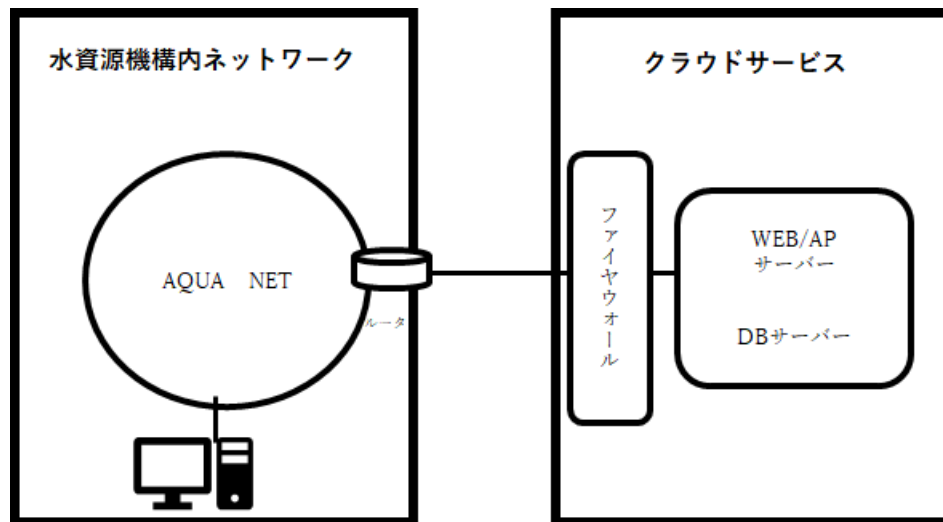 水資源機構内ネットワーク
クラウドサービス
AQUA　NET
ルータ
ファイヤウォール
WEB/AP
サーバー
DBサーバー